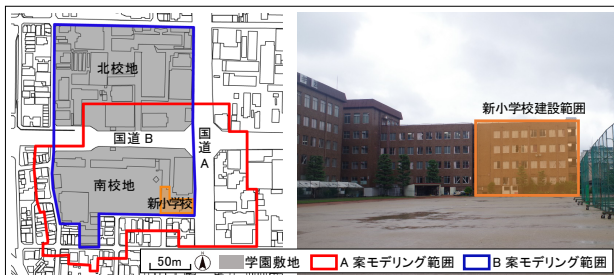 北校地
国道B
国道A
南校地
新小学校
新小学校建設範囲
50m
学園敷地
A案モデリング範囲
B案モデリング範囲